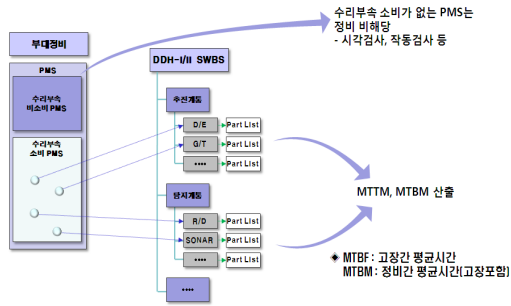 수리부속 소비가 없는 PMS는
정비 비해당
- 시각검사, 작동검사 등
부대정비
PMS
수리부속
비소비 PMS
수리부속
소비 PMS
DDH-I/II SWBS
추진계통
D/E
Part List
G/T
Part List
••••
Part List
탐지계통
R/D
Part List
SONAR
Part List
••••
Part List
••••
MTTM, MTBM 산출
◈ MTBF : 고장간 평균시간
MTBM : 정비간 평균시간(고장포함)